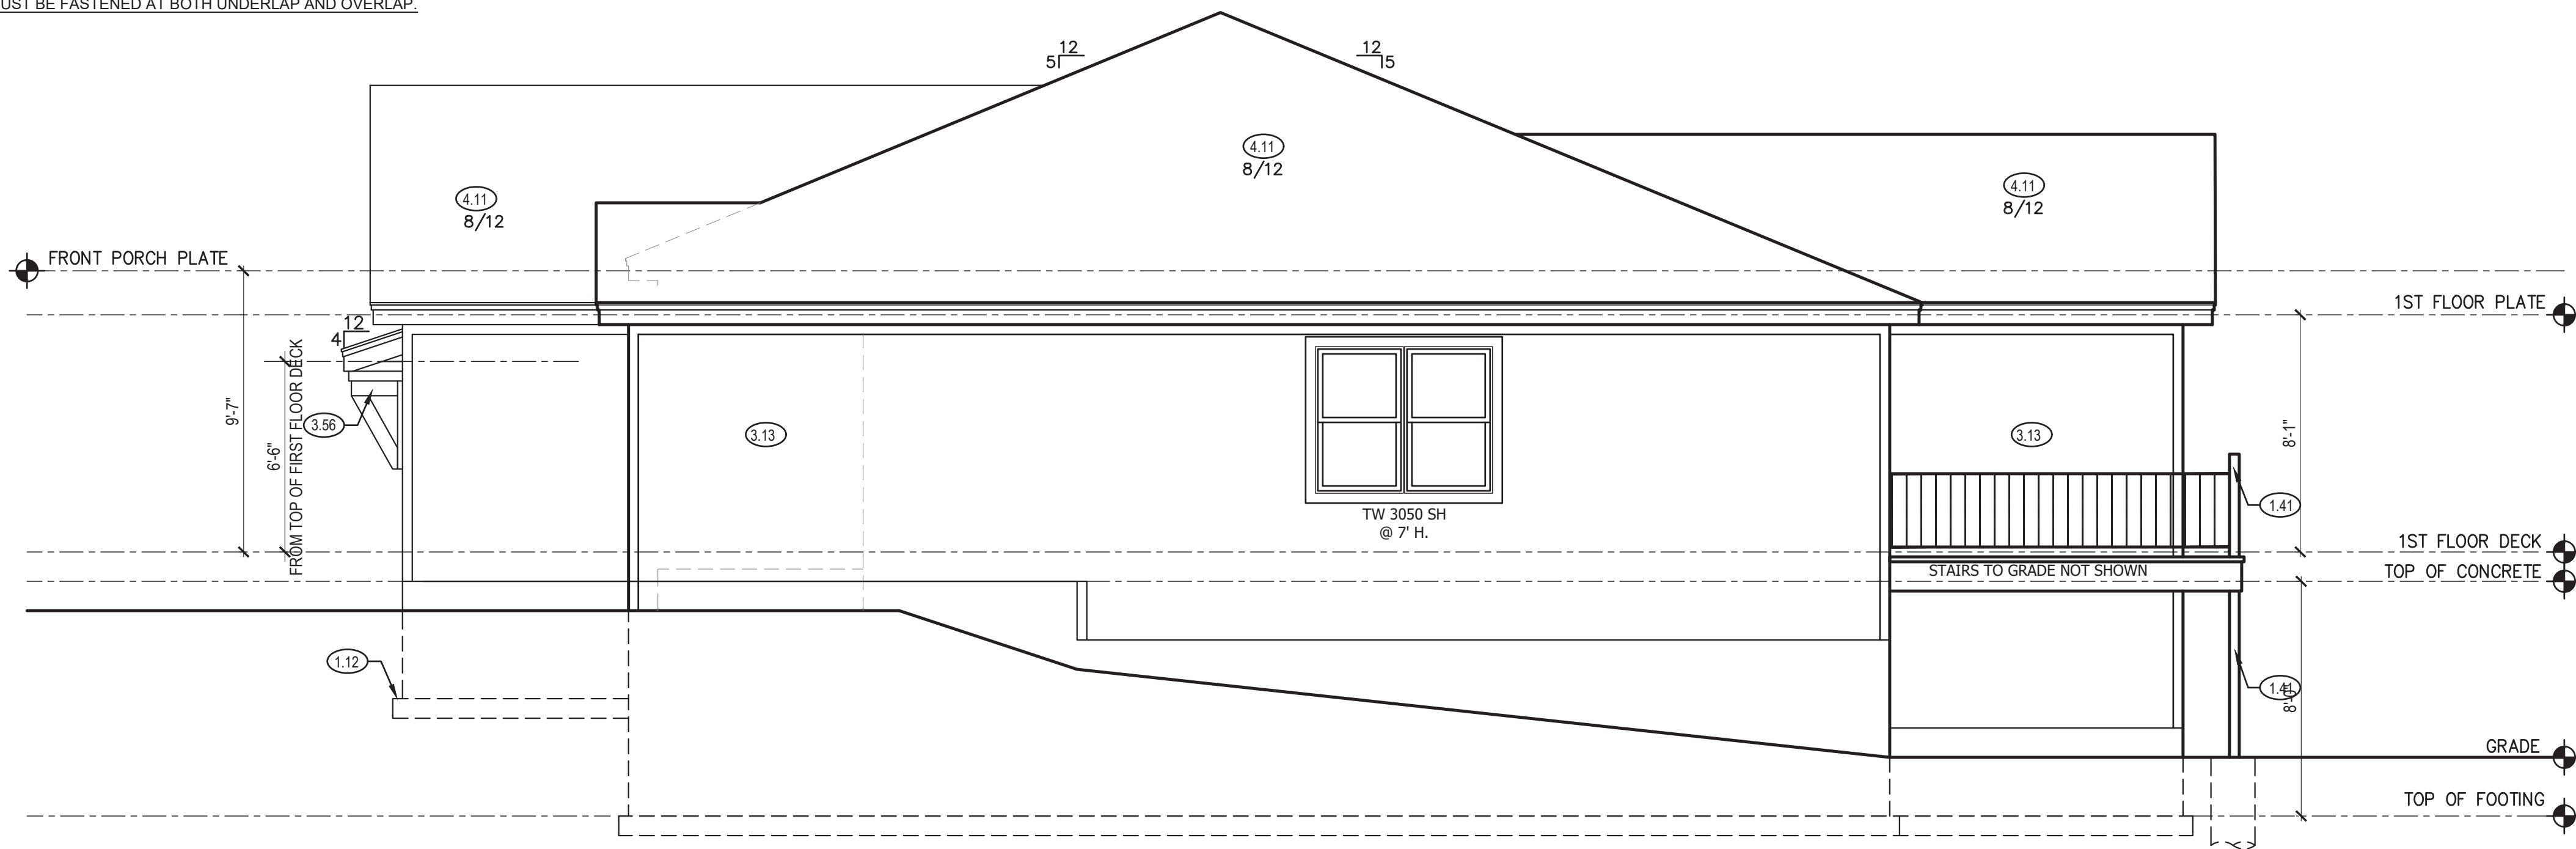 UST BE FASTENED AT BOTH UNDERLAP AND OVERLAP.
12
5
12
5
4.11
8/12
4.11
8/12
4.11
8/12
FRONT PORCH PLATE
1ST FLOOR PLATE
12
4
9'-7"
6'-6"
FROM TOP OF FIRST FLOOR DECK
3.56
3.13
3.13
8'-1"
TW 3050 SH
@ 7' H.
1.41
1ST FLOOR DECK
STAIRS TO GRADE NOT SHOWN
TOP OF CONCRETE
1.12
1.41
GRADE
TOP OF FOOTING